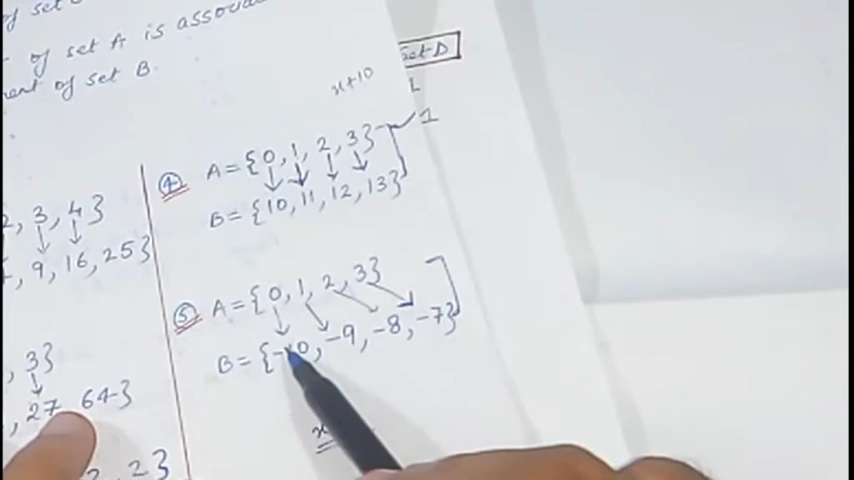 of set
of set A is associa
ment of set B.
set D
x+10
1
④ A = {0, 1, 2, 3}
B = {10, 11, 12, 13}
2, 3, 4}
9, 16, 25}
⑤ A = {0, 1, 2, 3}
B = {-10, -9, -8, -7}
, 3}
, 27, 64}
x
2, 2}